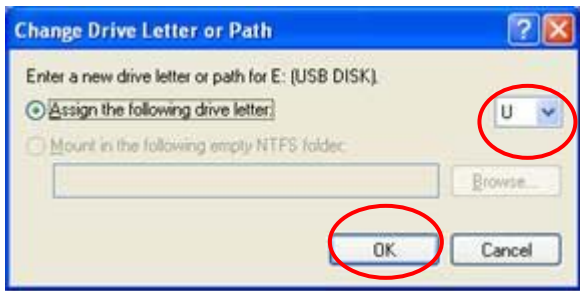 Change Drive Letter or Path
Enter a new drive letter or path for E: (USB DISK).
Assign the following drive letter:
U
Mount in the following empty NTFS folder:
Browse...
OK
Cancel